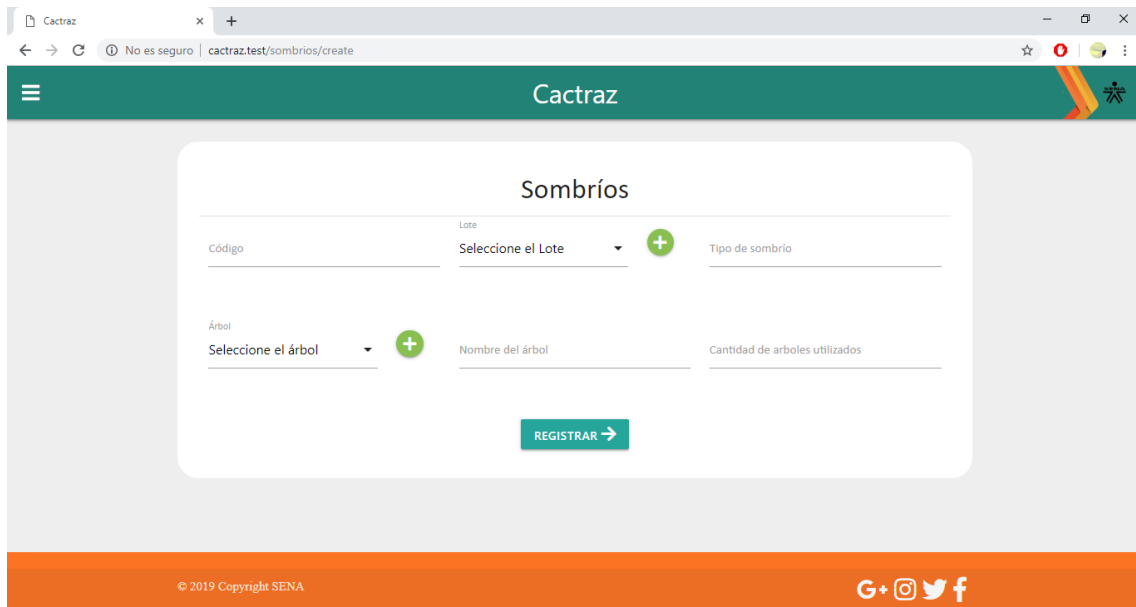 Cactraz
No es seguro | cactraz.test/sombrios/create
Cactraz
SENA
Sombríos
Código
Lote
Seleccione el Lote
Tipo de sombrío
Árbol
Seleccione el árbol
Nombre del árbol
Cantidad de arboles utilizados
REGISTRAR
© 2019 Copyright SENA
G+